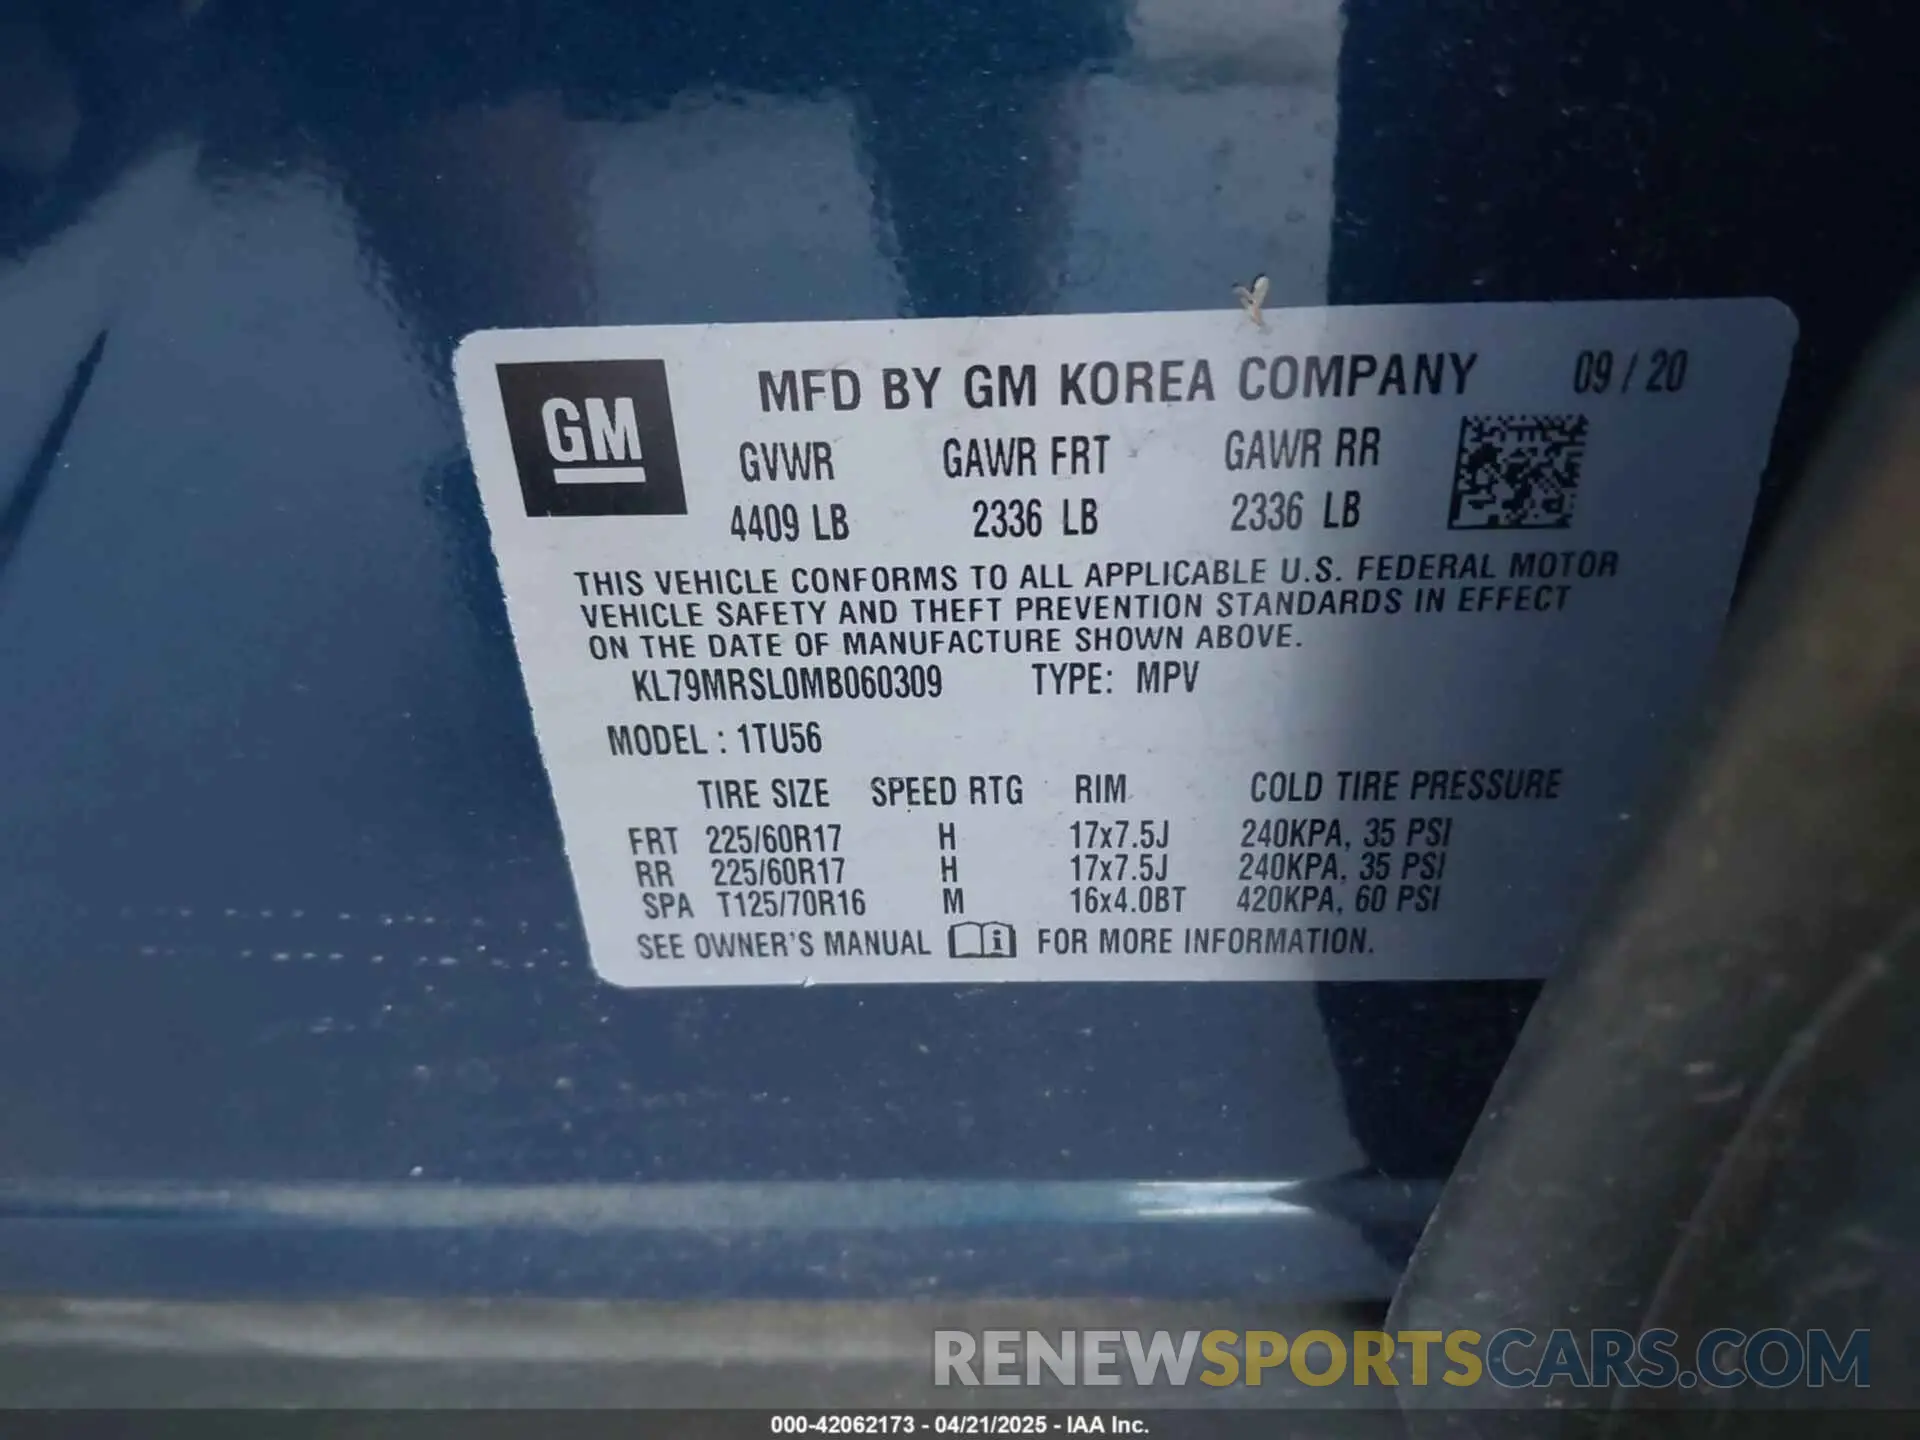 GM
MFD BY GM KOREA COMPANY 09 / 20
GVWR GAWR FRT GAWR RR
4409 LB 2336 LB 2336 LB
THIS VEHICLE CONFORMS TO ALL APPLICABLE U.S. FEDERAL MOTOR
VEHICLE SAFETY AND THEFT PREVENTION STANDARDS IN EFFECT
ON THE DATE OF MANUFACTURE SHOWN ABOVE.
KL79MRSL0MB060309 TYPE: MPV
MODEL : 1TU56
TIRE SIZE SPEED RTG RIM COLD TIRE PRESSURE
FRT 225/60R17 H 17x7.5J 240KPA, 35 PSI
RR 225/60R17 H 17x7.5J 240KPA, 35 PSI
SPA T125/70R16 M 16x4.0BT 420KPA, 60 PSI
SEE OWNER'S MANUAL FOR MORE INFORMATION.
RENEWSPORTSCARS.COM
000-42062173 - 04/21/2025 - IAA Inc.